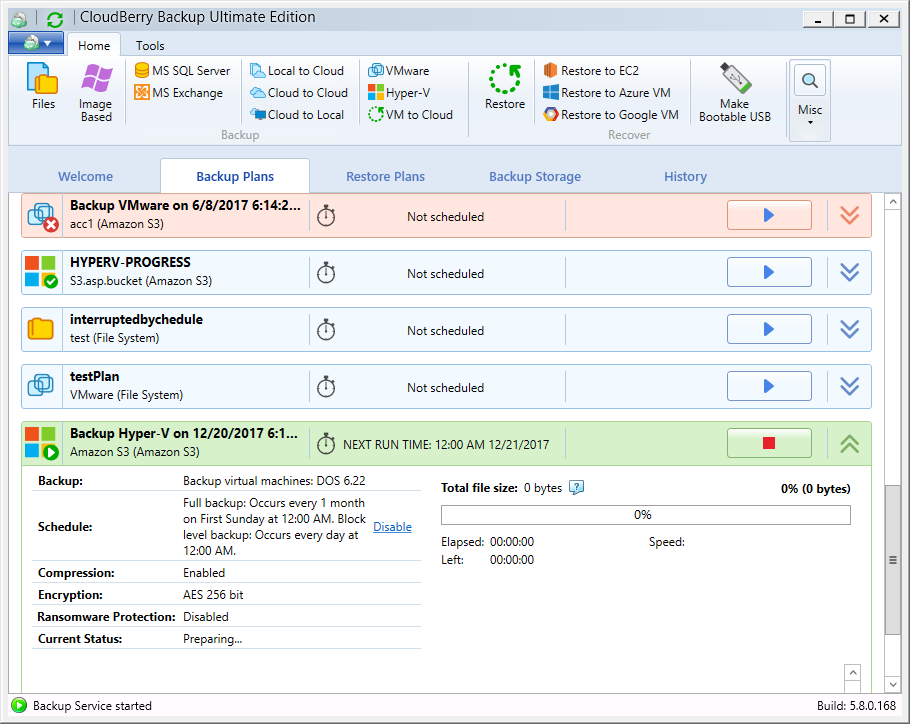 CloudBerry Backup Ultimate Edition
Home
Tools
Files
Image
Based
MS SQL Server
MS Exchange
Local to Cloud
Cloud to Cloud
Cloud to Local
VMware
Hyper-V
VM to Cloud
Backup
Restore
Restore to EC2
Restore to Azure VM
Restore to Google VM
Recover
Make
Bootable USB
Misc
Welcome
Backup Plans
Restore Plans
Backup Storage
History
Backup VMware on 6/8/2017 6:14:2...
acc1 (Amazon S3)
Not scheduled
HYPERV-PROGRESS
S3.asp.bucket (Amazon S3)
Not scheduled
interruptedbychedule
test (File System)
Not scheduled
testPlan
VMware (File System)
Not scheduled
Backup Hyper-V on 12/20/2017 6:1...
Amazon S3 (Amazon S3)
NEXT RUN TIME: 12:00 AM 12/21/2017
Backup:
Backup virtual machines: DOS 6.22
Schedule:
Full backup: Occurs every 1 month
on First Sunday at 12:00 AM. Block
level backup: Occurs every day at
12:00 AM.
Disable
Compression:
Enabled
Encryption:
AES 256 bit
Ransomware Protection:
Disabled
Current Status:
Preparing...
Total file size: 0 bytes
0% (0 bytes)
0%
Elapsed: 00:00:00
Speed:
Left: 00:00:00
Backup Service started
Build: 5.8.0.168